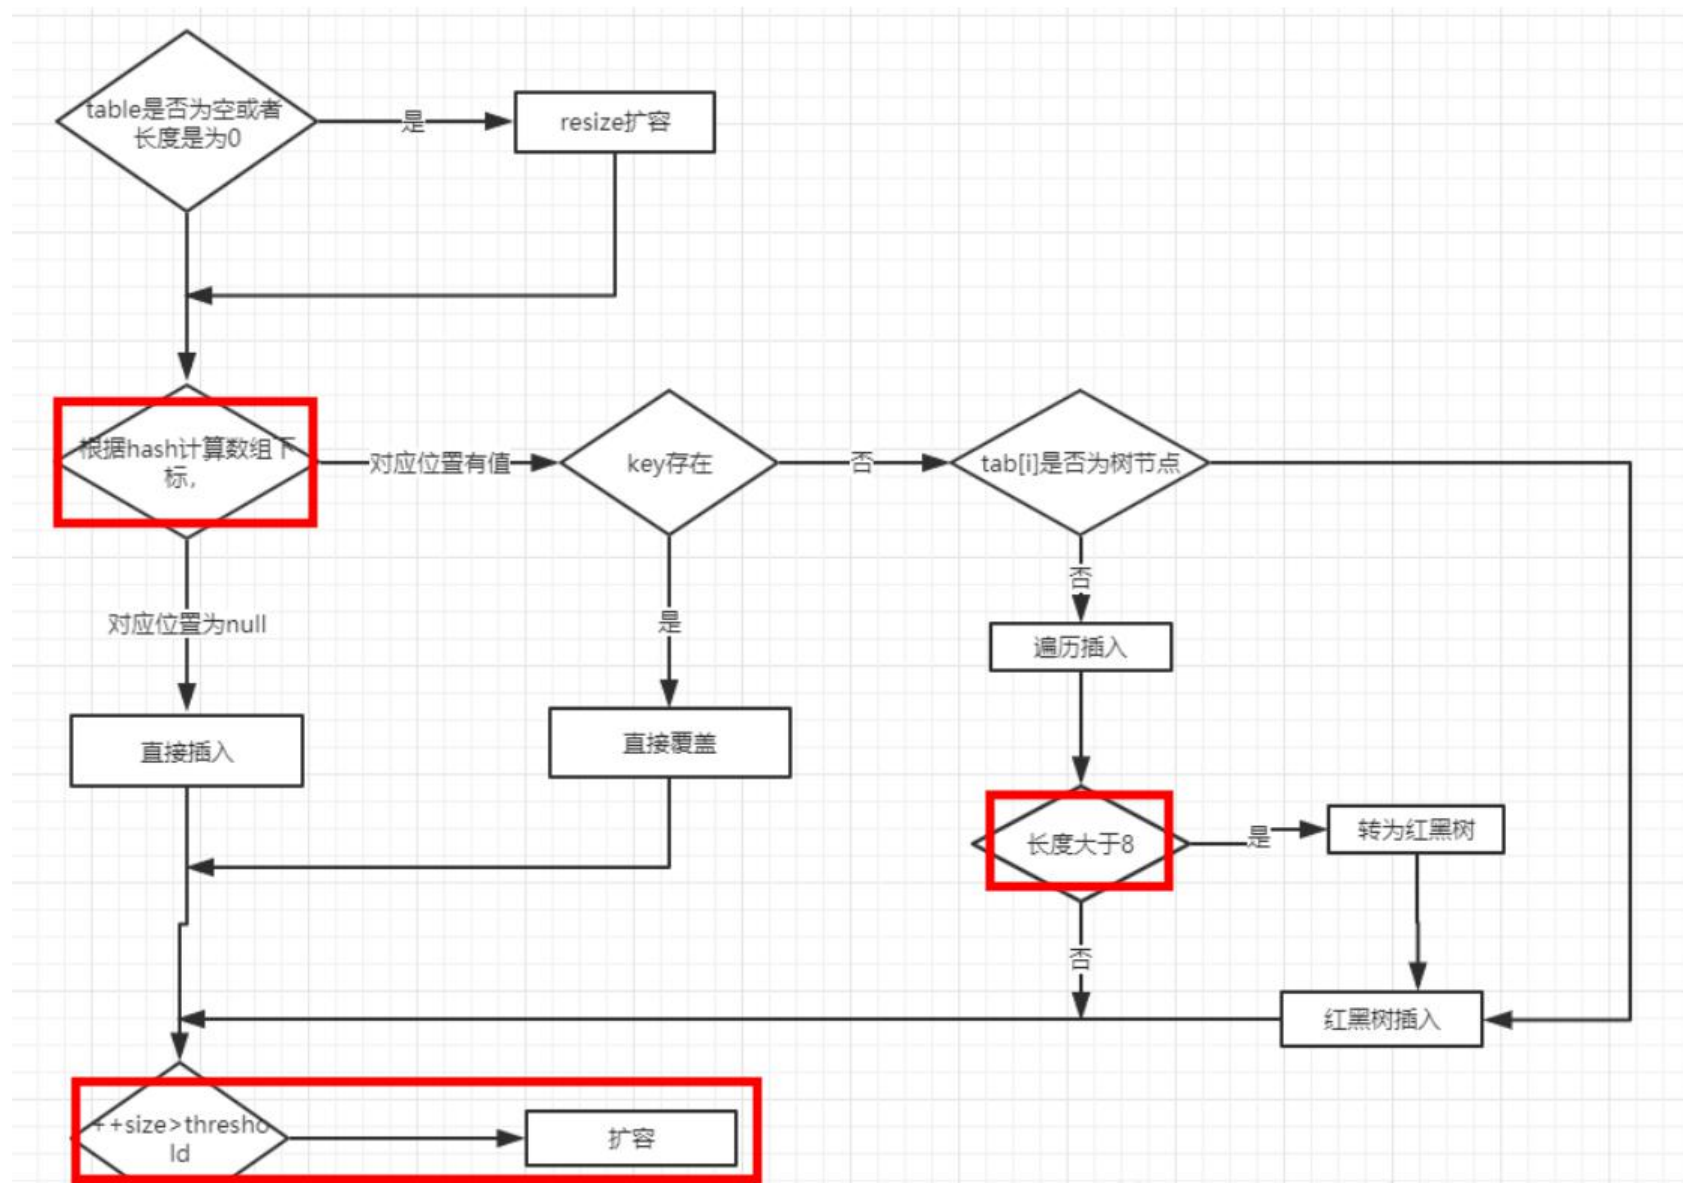 table是否为空或者
长度是为0
是
resize扩容
根据hash计算数组下
标,
对应位置有值
key存在
否
tab[i]是否为树节点
否
对应位置为null
是
遍历插入
直接插入
直接覆盖
长度大于8
是
转为红黑树
否
红黑树插入
++size>thresho
ld
扩容